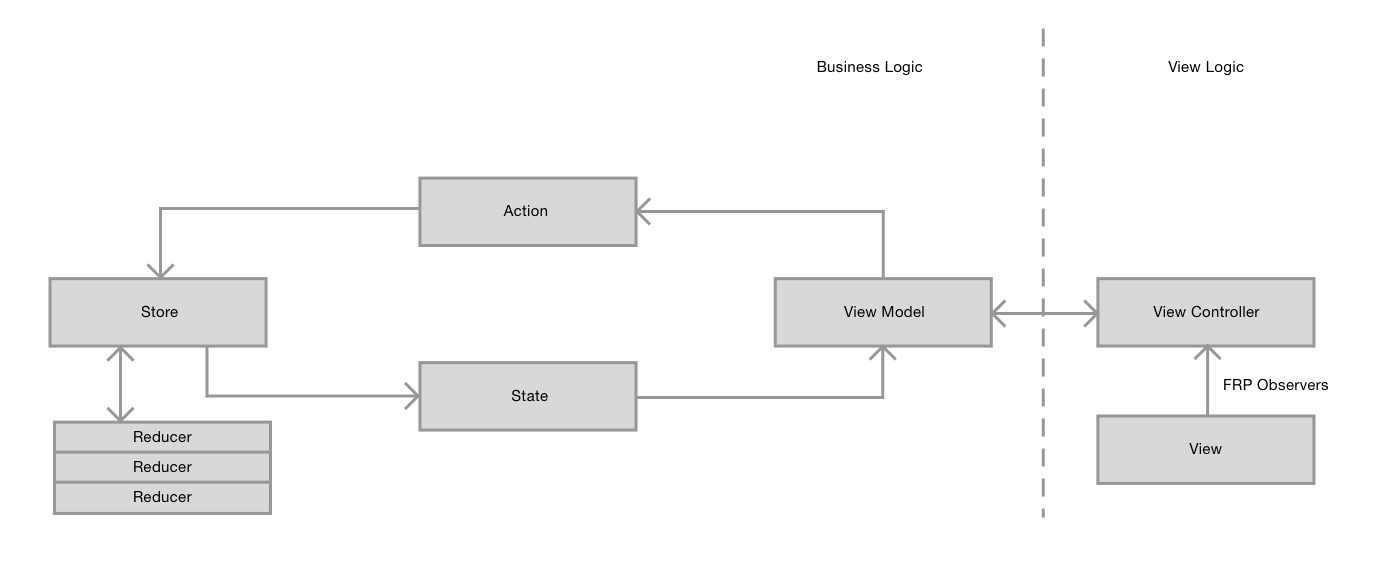 Business Logic
View Logic
Action
Store
View Model
View Controller
State
FRP Observers
Reducer
Reducer
Reducer
View